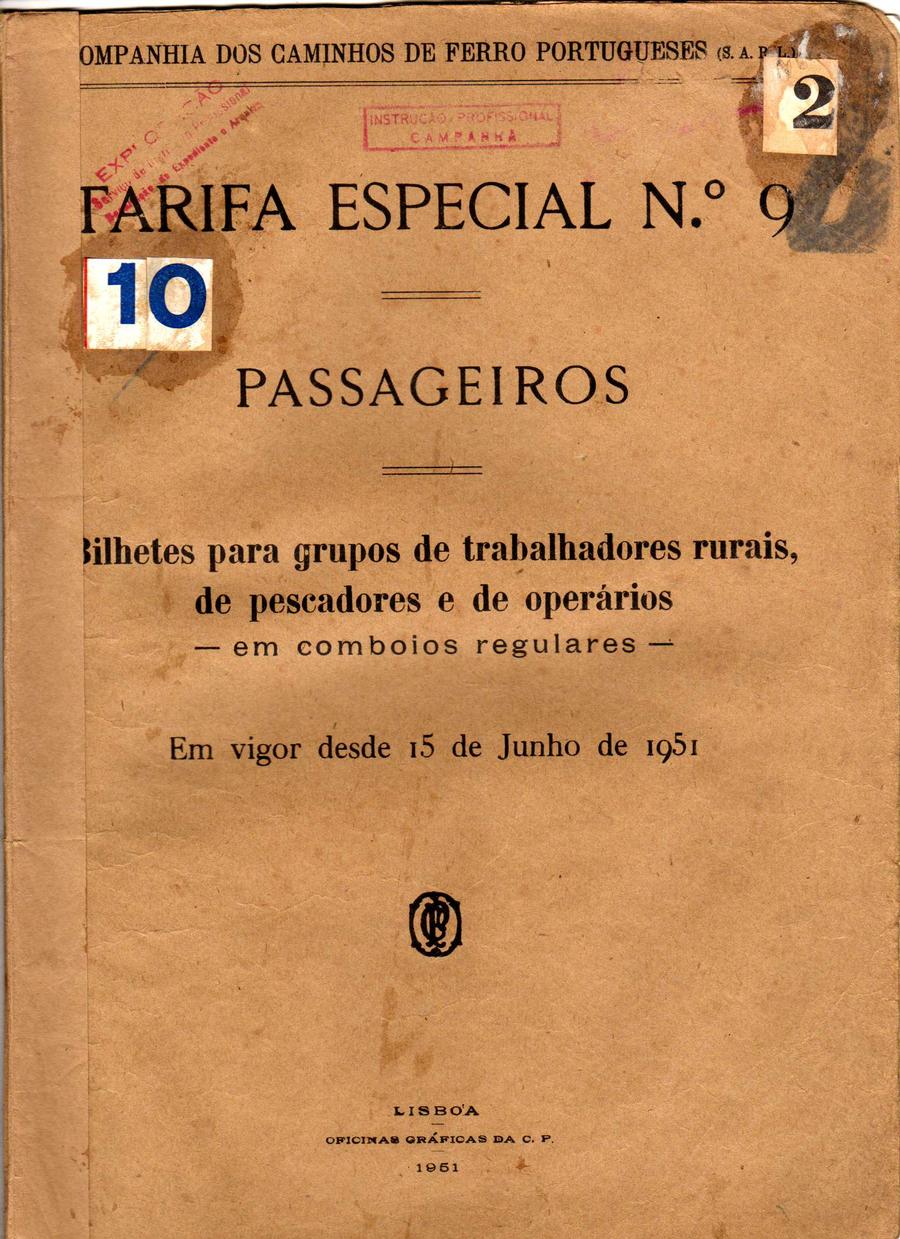 OMPANHIA DOS CAMINHOS DE FERRO PORTUGUESES (S. A. R. L.)
2
EXPLORAÇÃO
INSTRUÇÃO PROFISSIONAL
CAMPANHÃ
TARIFA ESPECIAL N.º 9
10
PASSAGEIROS
Bilhetes para grupos de trabalhadores rurais,
de pescadores e de operários
— em comboios regulares —
Em vigor desde 15 de Junho de 1951
CP
LISBOA
OFICINAS GRÁFICAS DA C. P.
1951